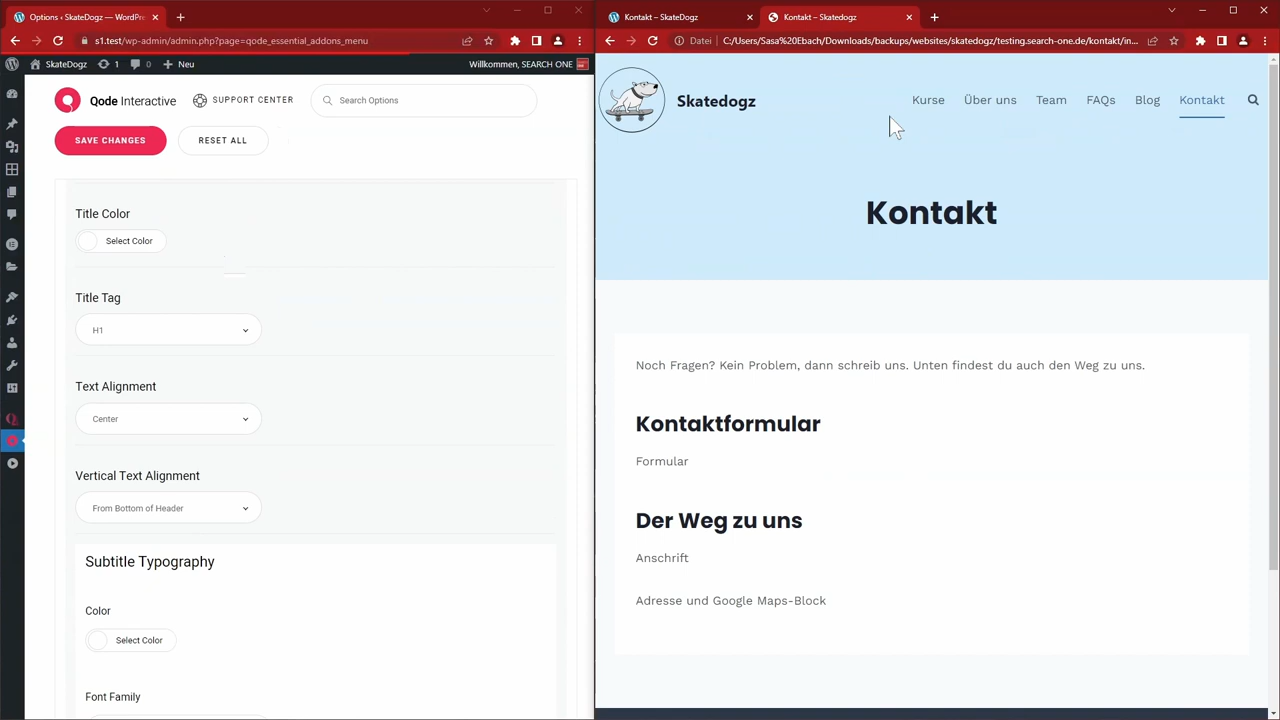 Options ‹ SkateDogz — WordPre
s1.test/wp-admin/admin.php?page=qode_essential_addons_menu
SkateDogz
1
0
Neu
Willkommen, SEARCH ONE
Qode Interactive
SUPPORT CENTER
Search Options
SAVE CHANGES
RESET ALL
Title Color
Select Color
Title Tag
H1
Text Alignment
Center
Vertical Text Alignment
From Bottom of Header
Subtitle Typography
Color
Select Color
Font Family
Kontakt – SkateDogz
Kontakt – Skatedogz
Datei
C:/Users/Sasa%20Ebach/Downloads/backups/websites/skatedogz/testing.search-one.de/kontakt/in...
Skatedogz
Kurse
Über uns
Team
FAQs
Blog
Kontakt
Kontakt
Noch Fragen? Kein Problem, dann schreib uns. Unten findest du auch den Weg zu uns.
Kontaktformular
Formular
Der Weg zu uns
Anschrift
Adresse und Google Maps-Block